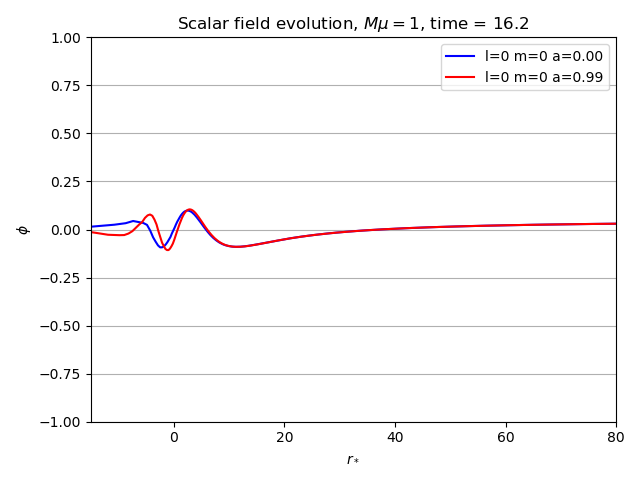 Scalar field evolution, Mμ = 1, time = 16.2
1.00
0.75
0.50
0.25
0.00
−0.25
−0.50
−0.75
−1.00
ϕ
l=0 m=0 a=0.00
l=0 m=0 a=0.99
0 20 40 60 80
r*